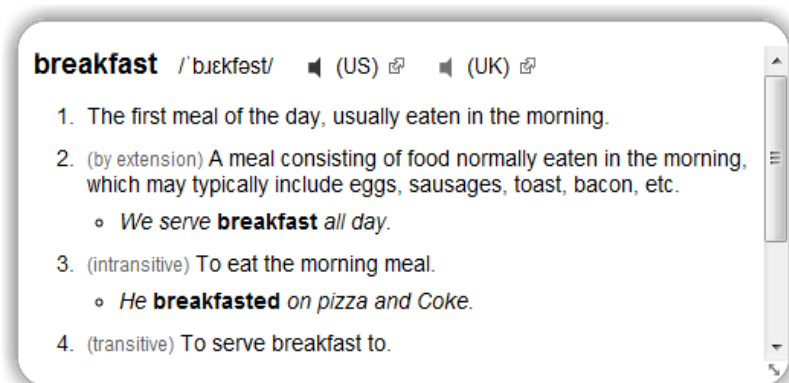 breakfast /ˈbɹɛkfəst/ (US) (UK)
1. The first meal of the day, usually eaten in the morning.
2. (by extension) A meal consisting of food normally eaten in the morning,
which may typically include eggs, sausages, toast, bacon, etc.
∘ We serve breakfast all day.
3. (intransitive) To eat the morning meal.
∘ He breakfasted on pizza and Coke.
4. (transitive) To serve breakfast to.